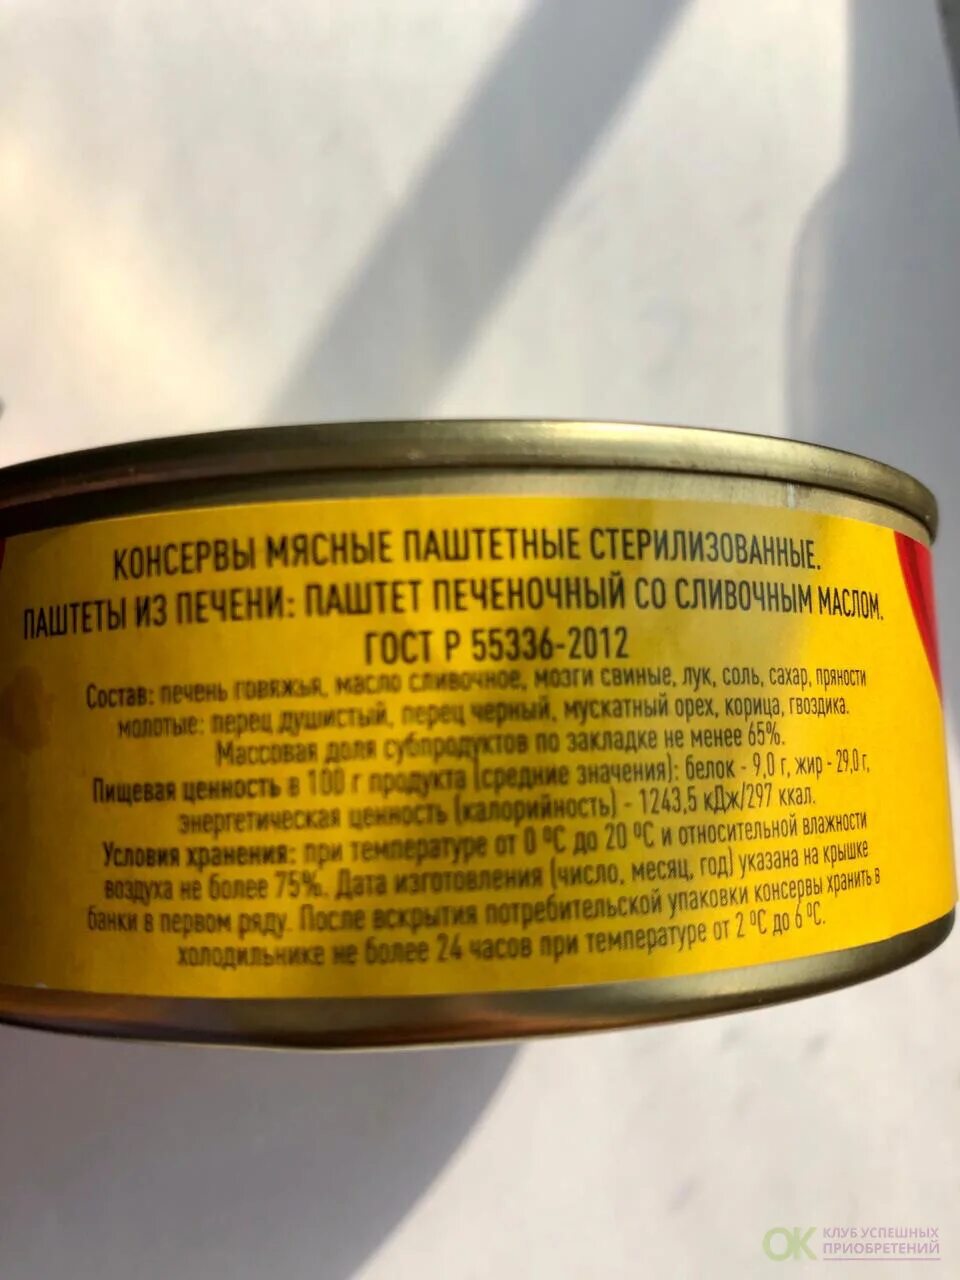 КОНСЕРВЫ МЯСНЫЕ ПАШТЕТНЫЕ СТЕРИЛИЗОВАННЫЕ.
ПАШТЕТЫ ИЗ ПЕЧЕНИ: ПАШТЕТ ПЕЧЕНОЧНЫЙ СО СЛИВОЧНЫМ МАСЛОМ.
ГОСТ Р 55336-2012
Состав: печень говяжья, масло сливочное, мозги свиные, лук, соль, сахар, пряности
молотые: перец душистый, перец черный, мускатный орех, корица, гвоздика.
Массовая доля субпродуктов по закладке не менее 65%.
Пищевая ценность в 100 г продукта (средние значения): белок - 9,0 г, жир - 29,0 г,
энергетическая ценность (калорийность) - 1243,5 кДж/297 ккал.
Условия хранения: при температуре от 0 ºС до 20 ºС и относительной влажности
воздуха не более 75%. Дата изготовления (число, месяц, год) указана на крышке
банки в первом ряду. После вскрытия потребительской упаковки консервы хранить в
холодильнике не более 24 часов при температуре от 2 ºС до 6 ºС.
ОК КЛУБ УСПЕШНЫХ
ПРИОБРЕТЕНИЙ